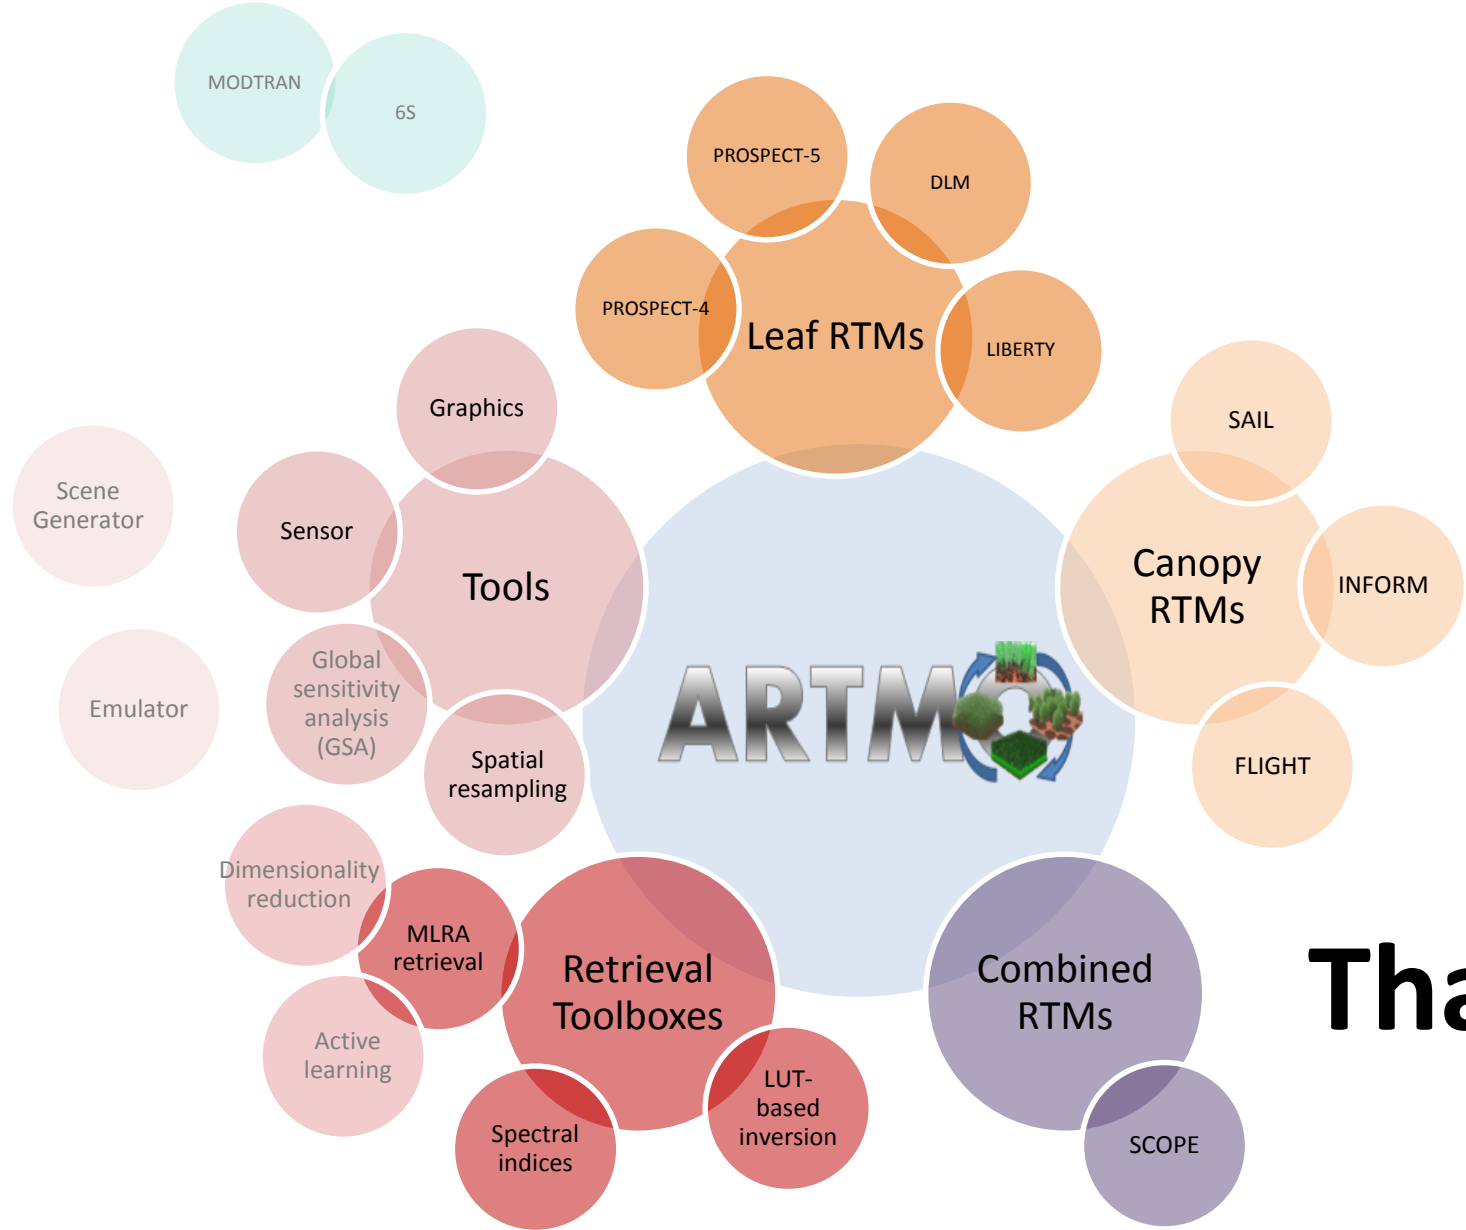 MODTRAN
6S
PROSPECT-5
DLM
PROSPECT-4
Leaf RTMs
LIBERTY
Graphics
SAIL
Scene
Generator
Sensor
Tools
Canopy
RTMs
INFORM
Global
sensitivity
analysis
(GSA)
Emulator
ARTMO
Spatial
resampling
FLIGHT
Dimensionality
reduction
MLRA
retrieval
Retrieval
Toolboxes
Combined
RTMs
Tha
Active
learning
LUT-
based
inversion
Spectral
indices
SCOPE